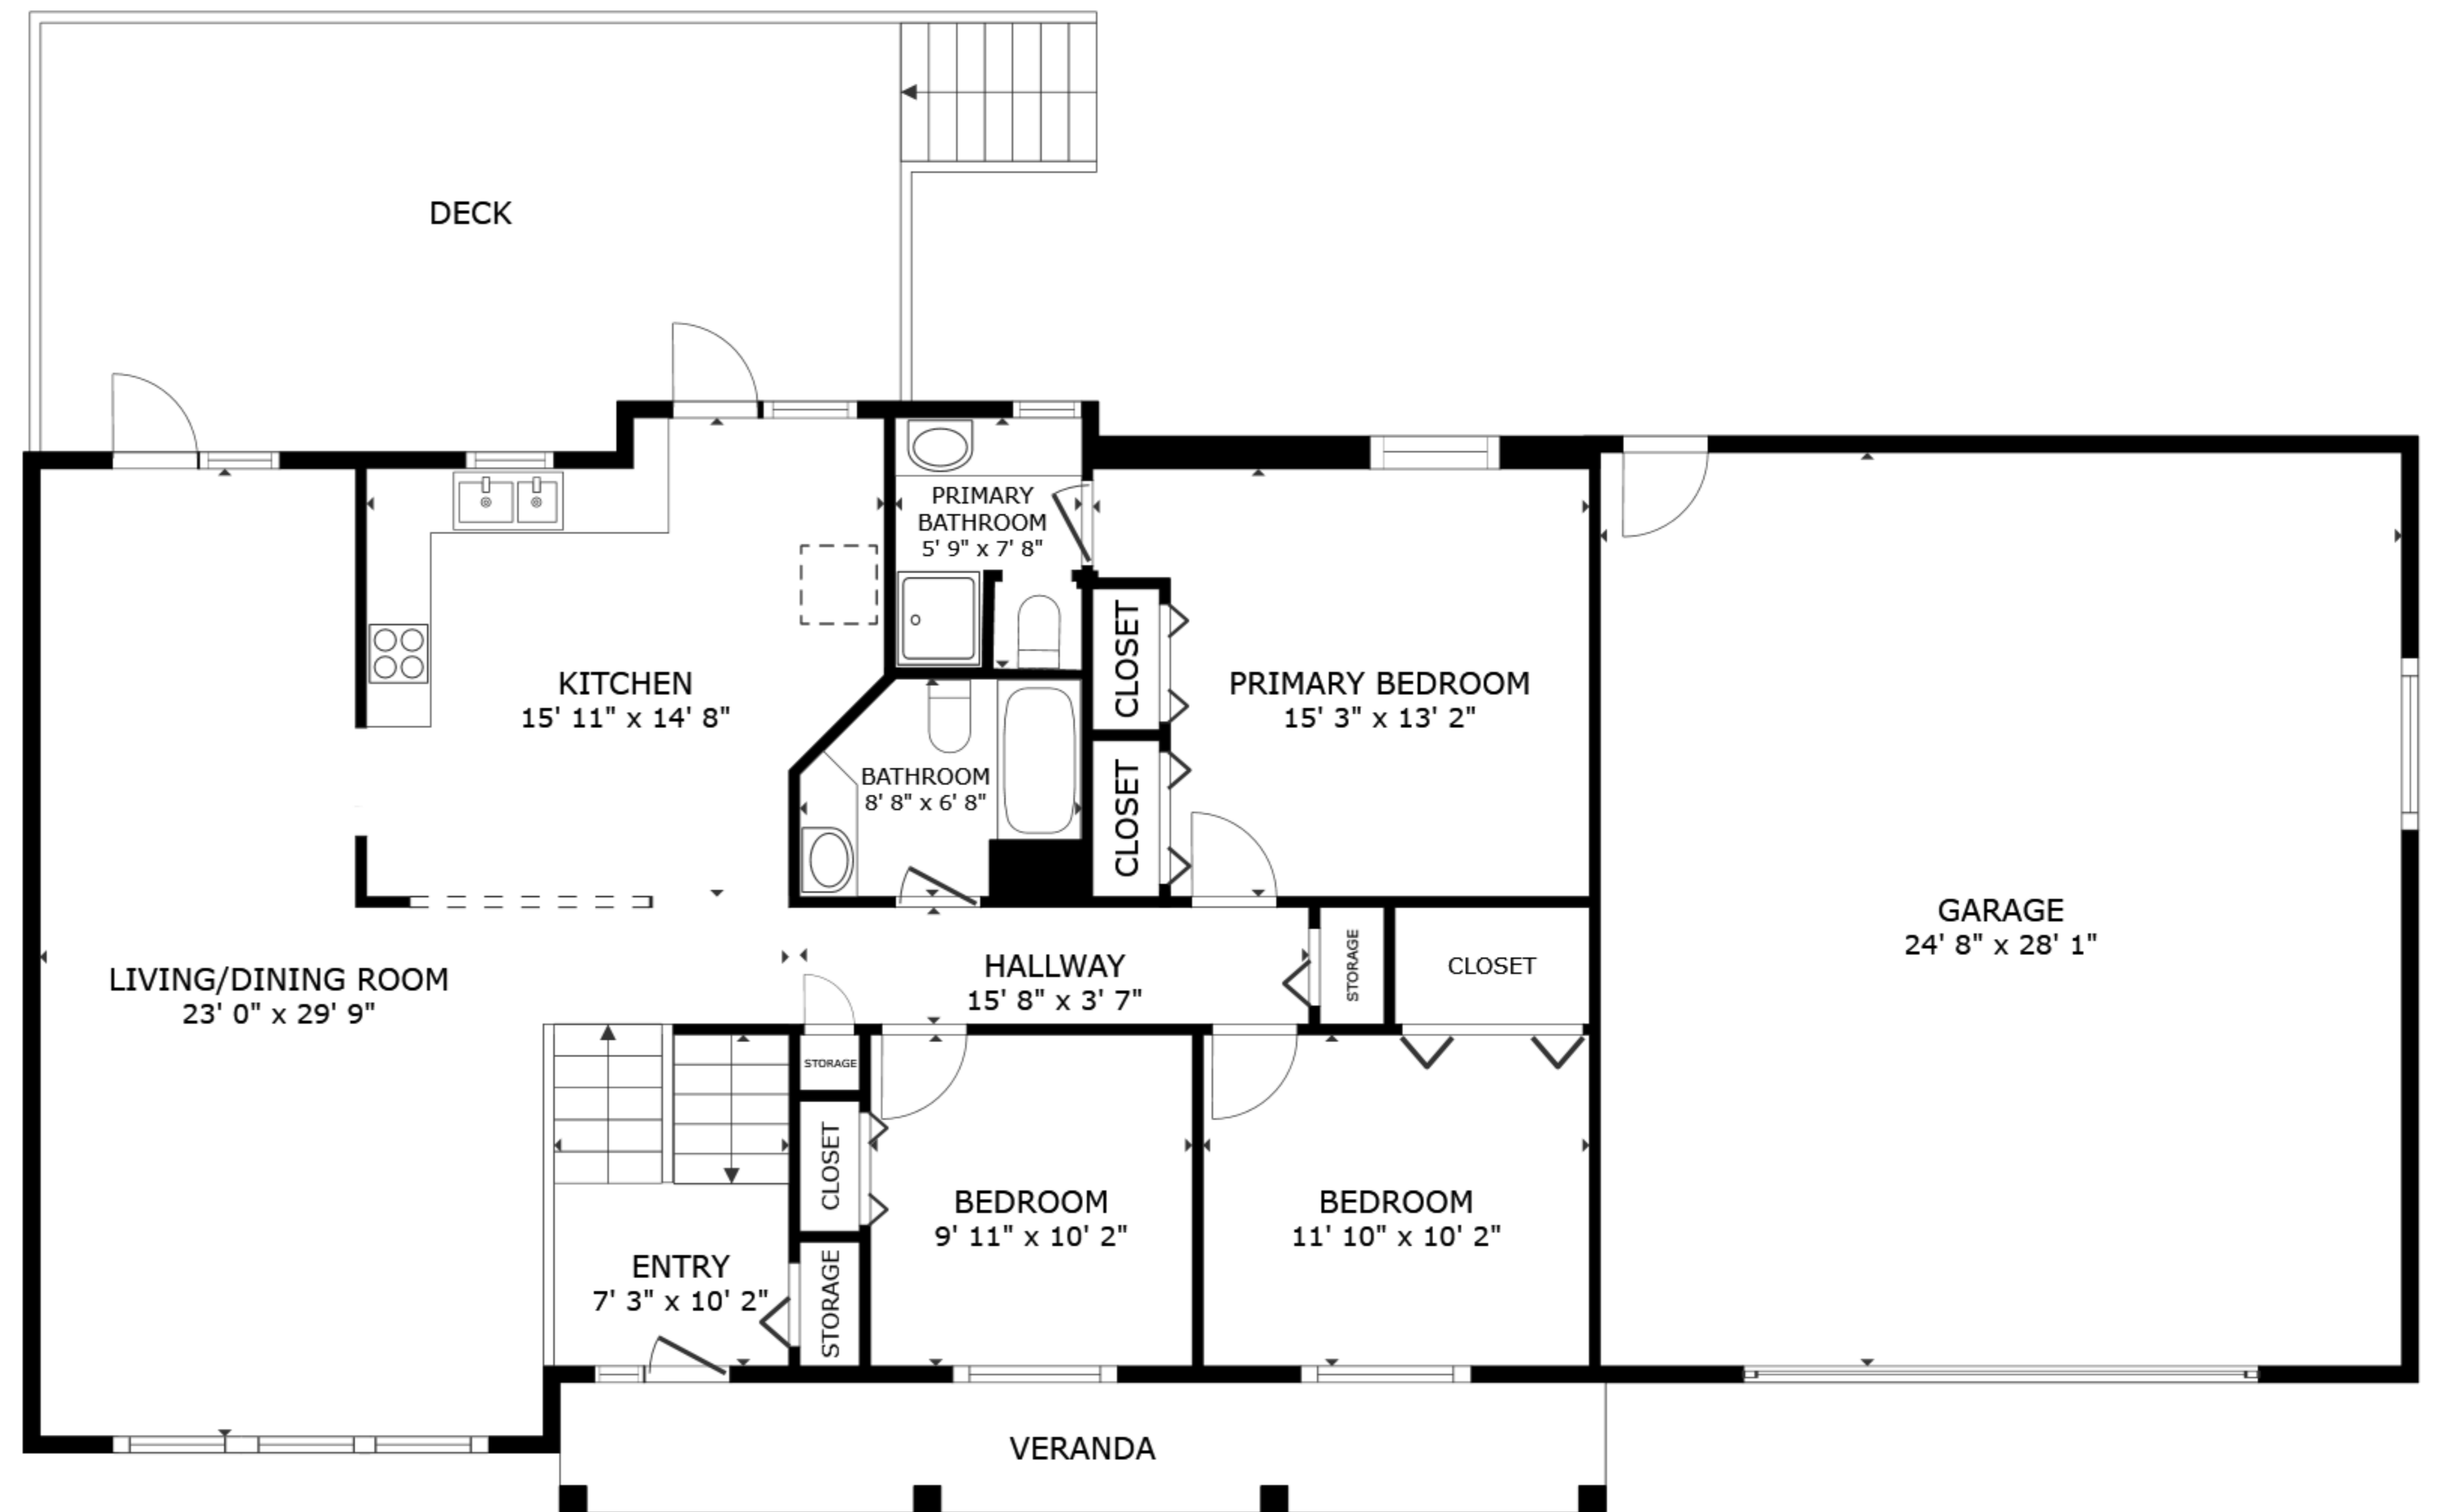 DECK
PRIMARY
BATHROOM
5' 9" x 7' 8"
KITCHEN
15' 11" x 14' 8"
CLOSET
PRIMARY BEDROOM
15' 3" x 13' 2"
BATHROOM
8' 8" x 6' 8"
CLOSET
GARAGE
24' 8" x 28' 1"
LIVING/DINING ROOM
23' 0" x 29' 9"
HALLWAY
15' 8" x 3' 7"
STORAGE
CLOSET
STORAGE
CLOSET
BEDROOM
9' 11" x 10' 2"
BEDROOM
11' 10" x 10' 2"
ENTRY
7' 3" x 10' 2"
STORAGE
VERANDA